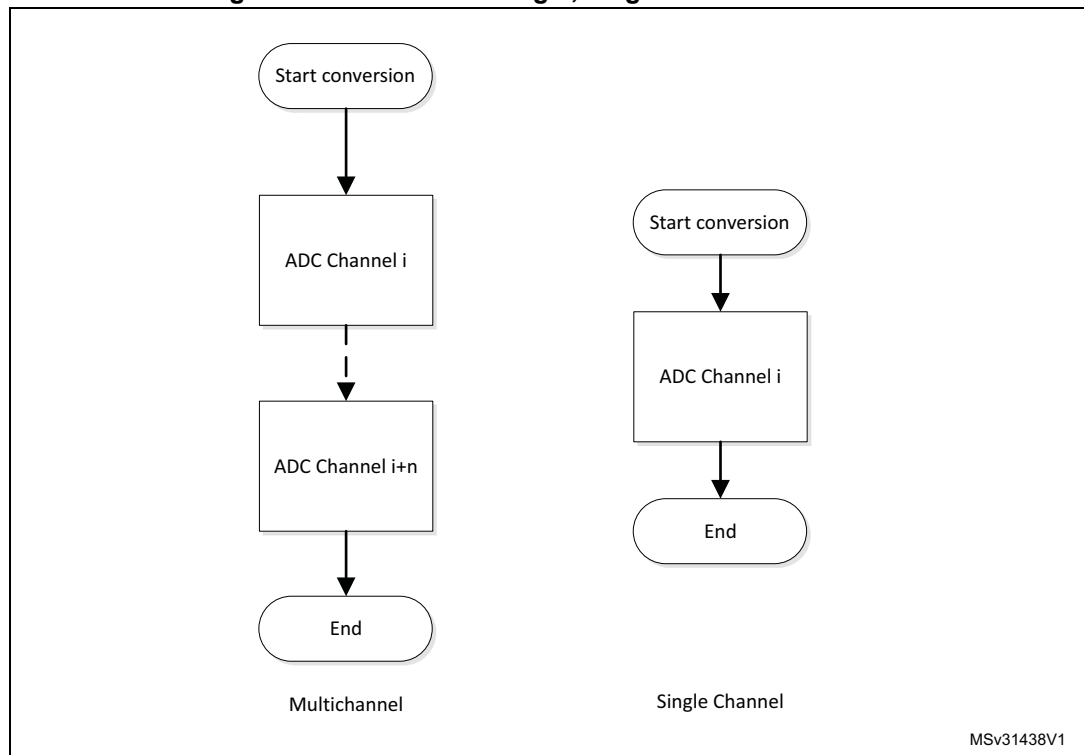 Start conversion
ADC Channel i
ADC Channel i+n
End
Multichannel
Start conversion
ADC Channel i
End
Single Channel
MSv31438V1